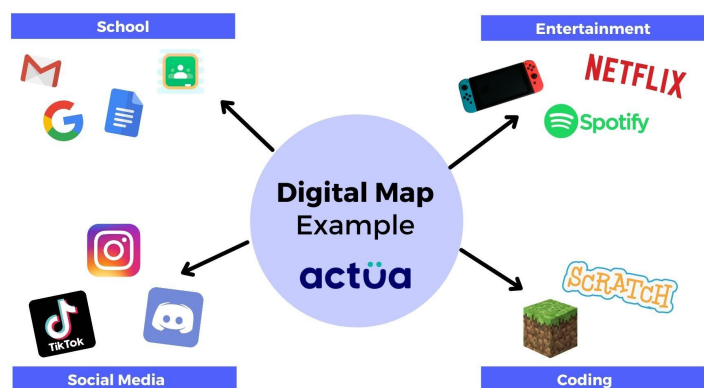 School
Entertainment
NETFLIX
Spotify
Digital Map
Example
actüa
SCRATCH
TikTok
Social Media
Coding